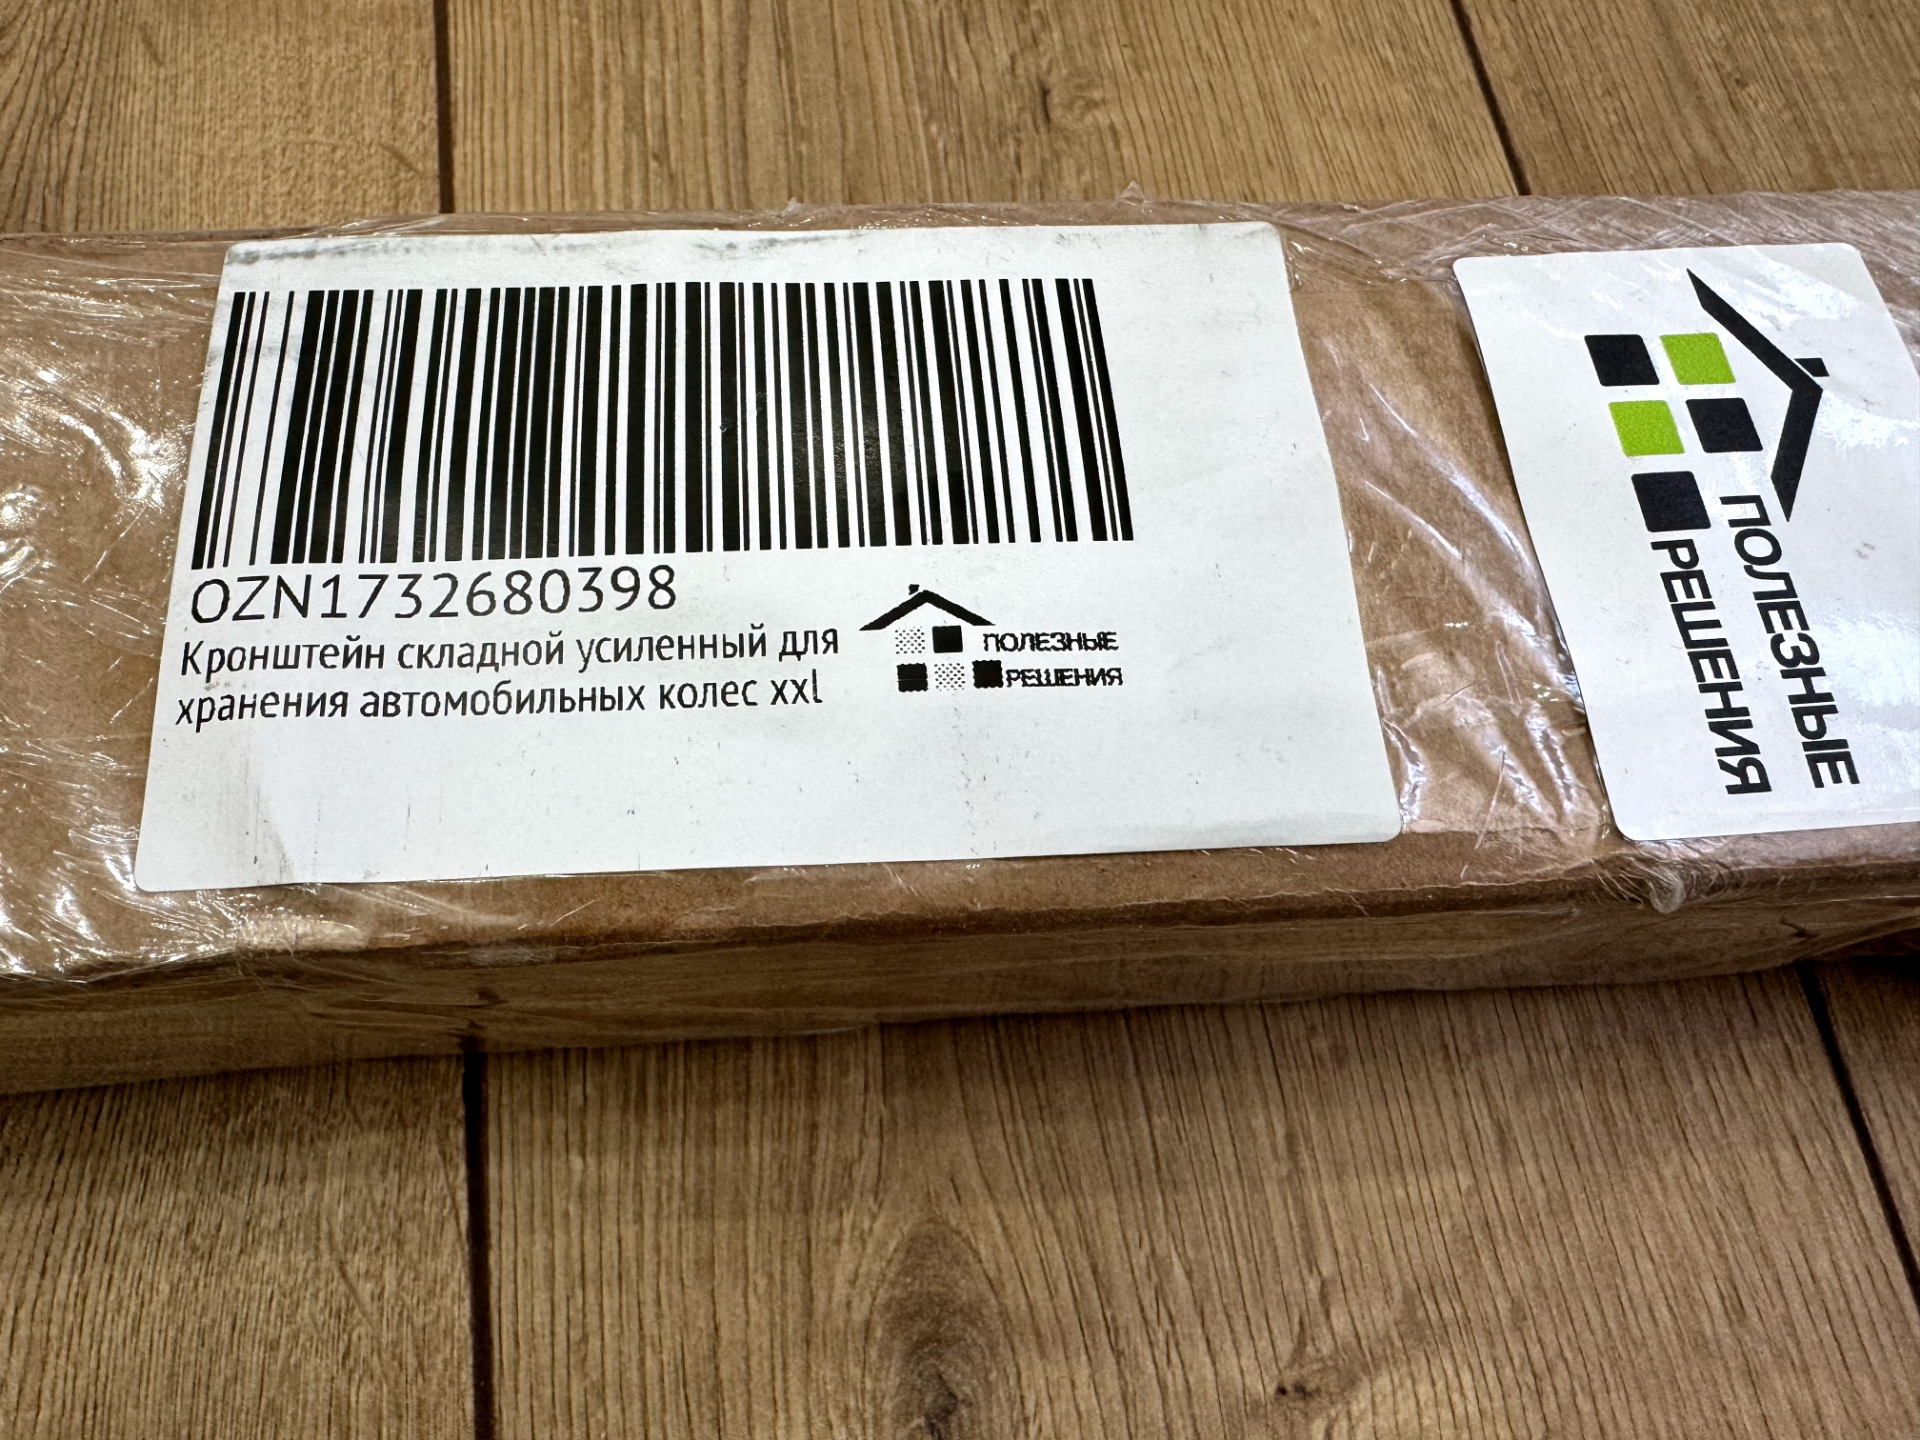 OZN1732680398
Кронштейн складной усиленный для
хранения автомобильных колес xxl
ПОЛЕЗНЫЕ
РЕШЕНИЯ
ПОЛЕЗНЫЕ
РЕШЕНИЯ